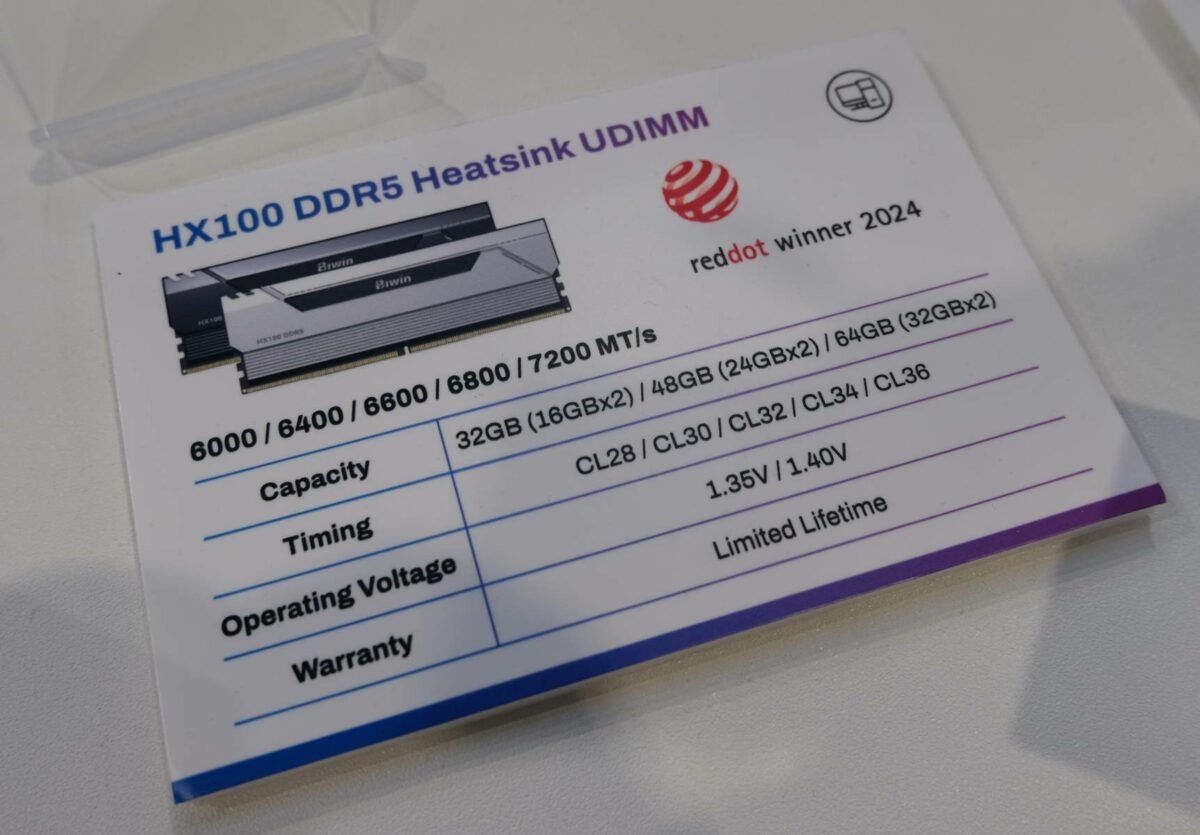 HX100 DDR5 Heatsink UDIMM
Biwin
Biwin
HX100
HX100 DDR5
reddot winner 2024
6000 / 6400 / 6600 / 6800 / 7200 MT/s
Capacity 32GB (16GBx2) / 48GB (24GBx2) / 64GB (32GBx2)
Timing CL28 / CL30 / CL32 / CL34 / CL36
Operating Voltage 1.35V / 1.40V
Warranty Limited Lifetime